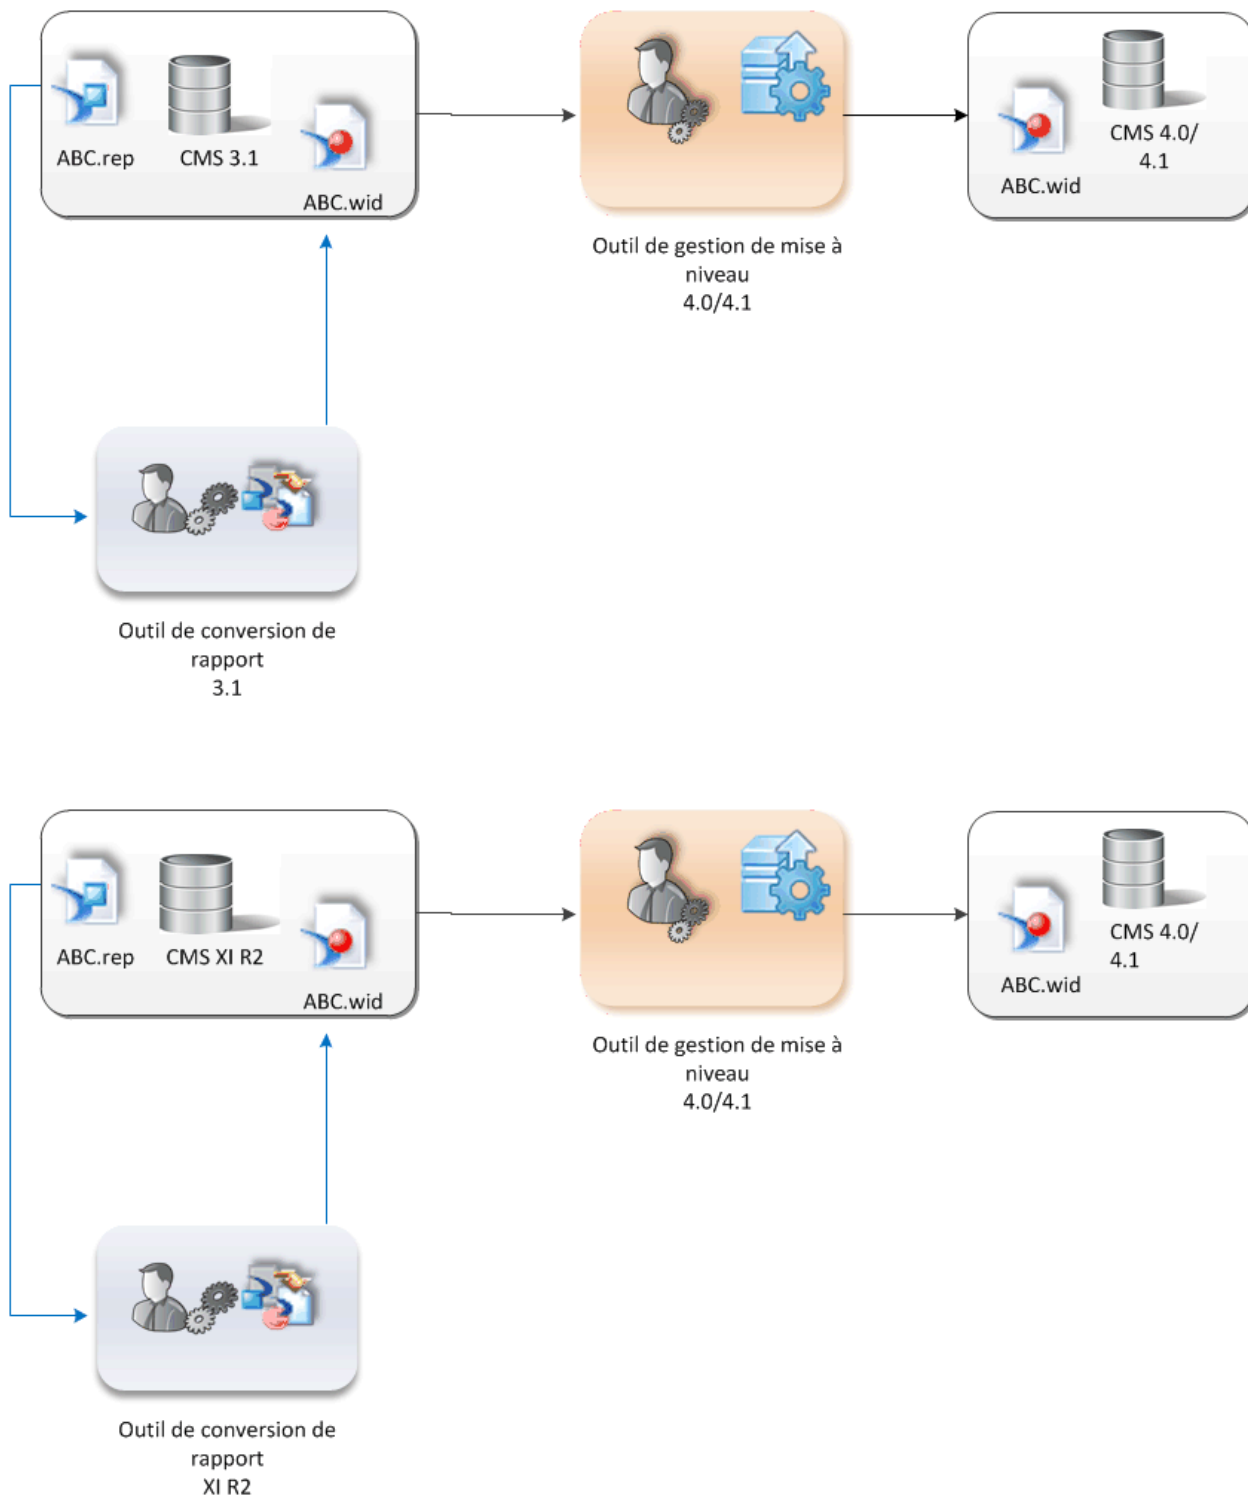 ABC.rep
CMS 3.1
ABC.wid
Outil de gestion de mise à
niveau
4.0/4.1
ABC.wid
CMS 4.0/
4.1
Outil de conversion de
rapport
3.1
ABC.rep
CMS XI R2
ABC.wid
Outil de gestion de mise à
niveau
4.0/4.1
ABC.wid
CMS 4.0/
4.1
Outil de conversion de
rapport
XI R2